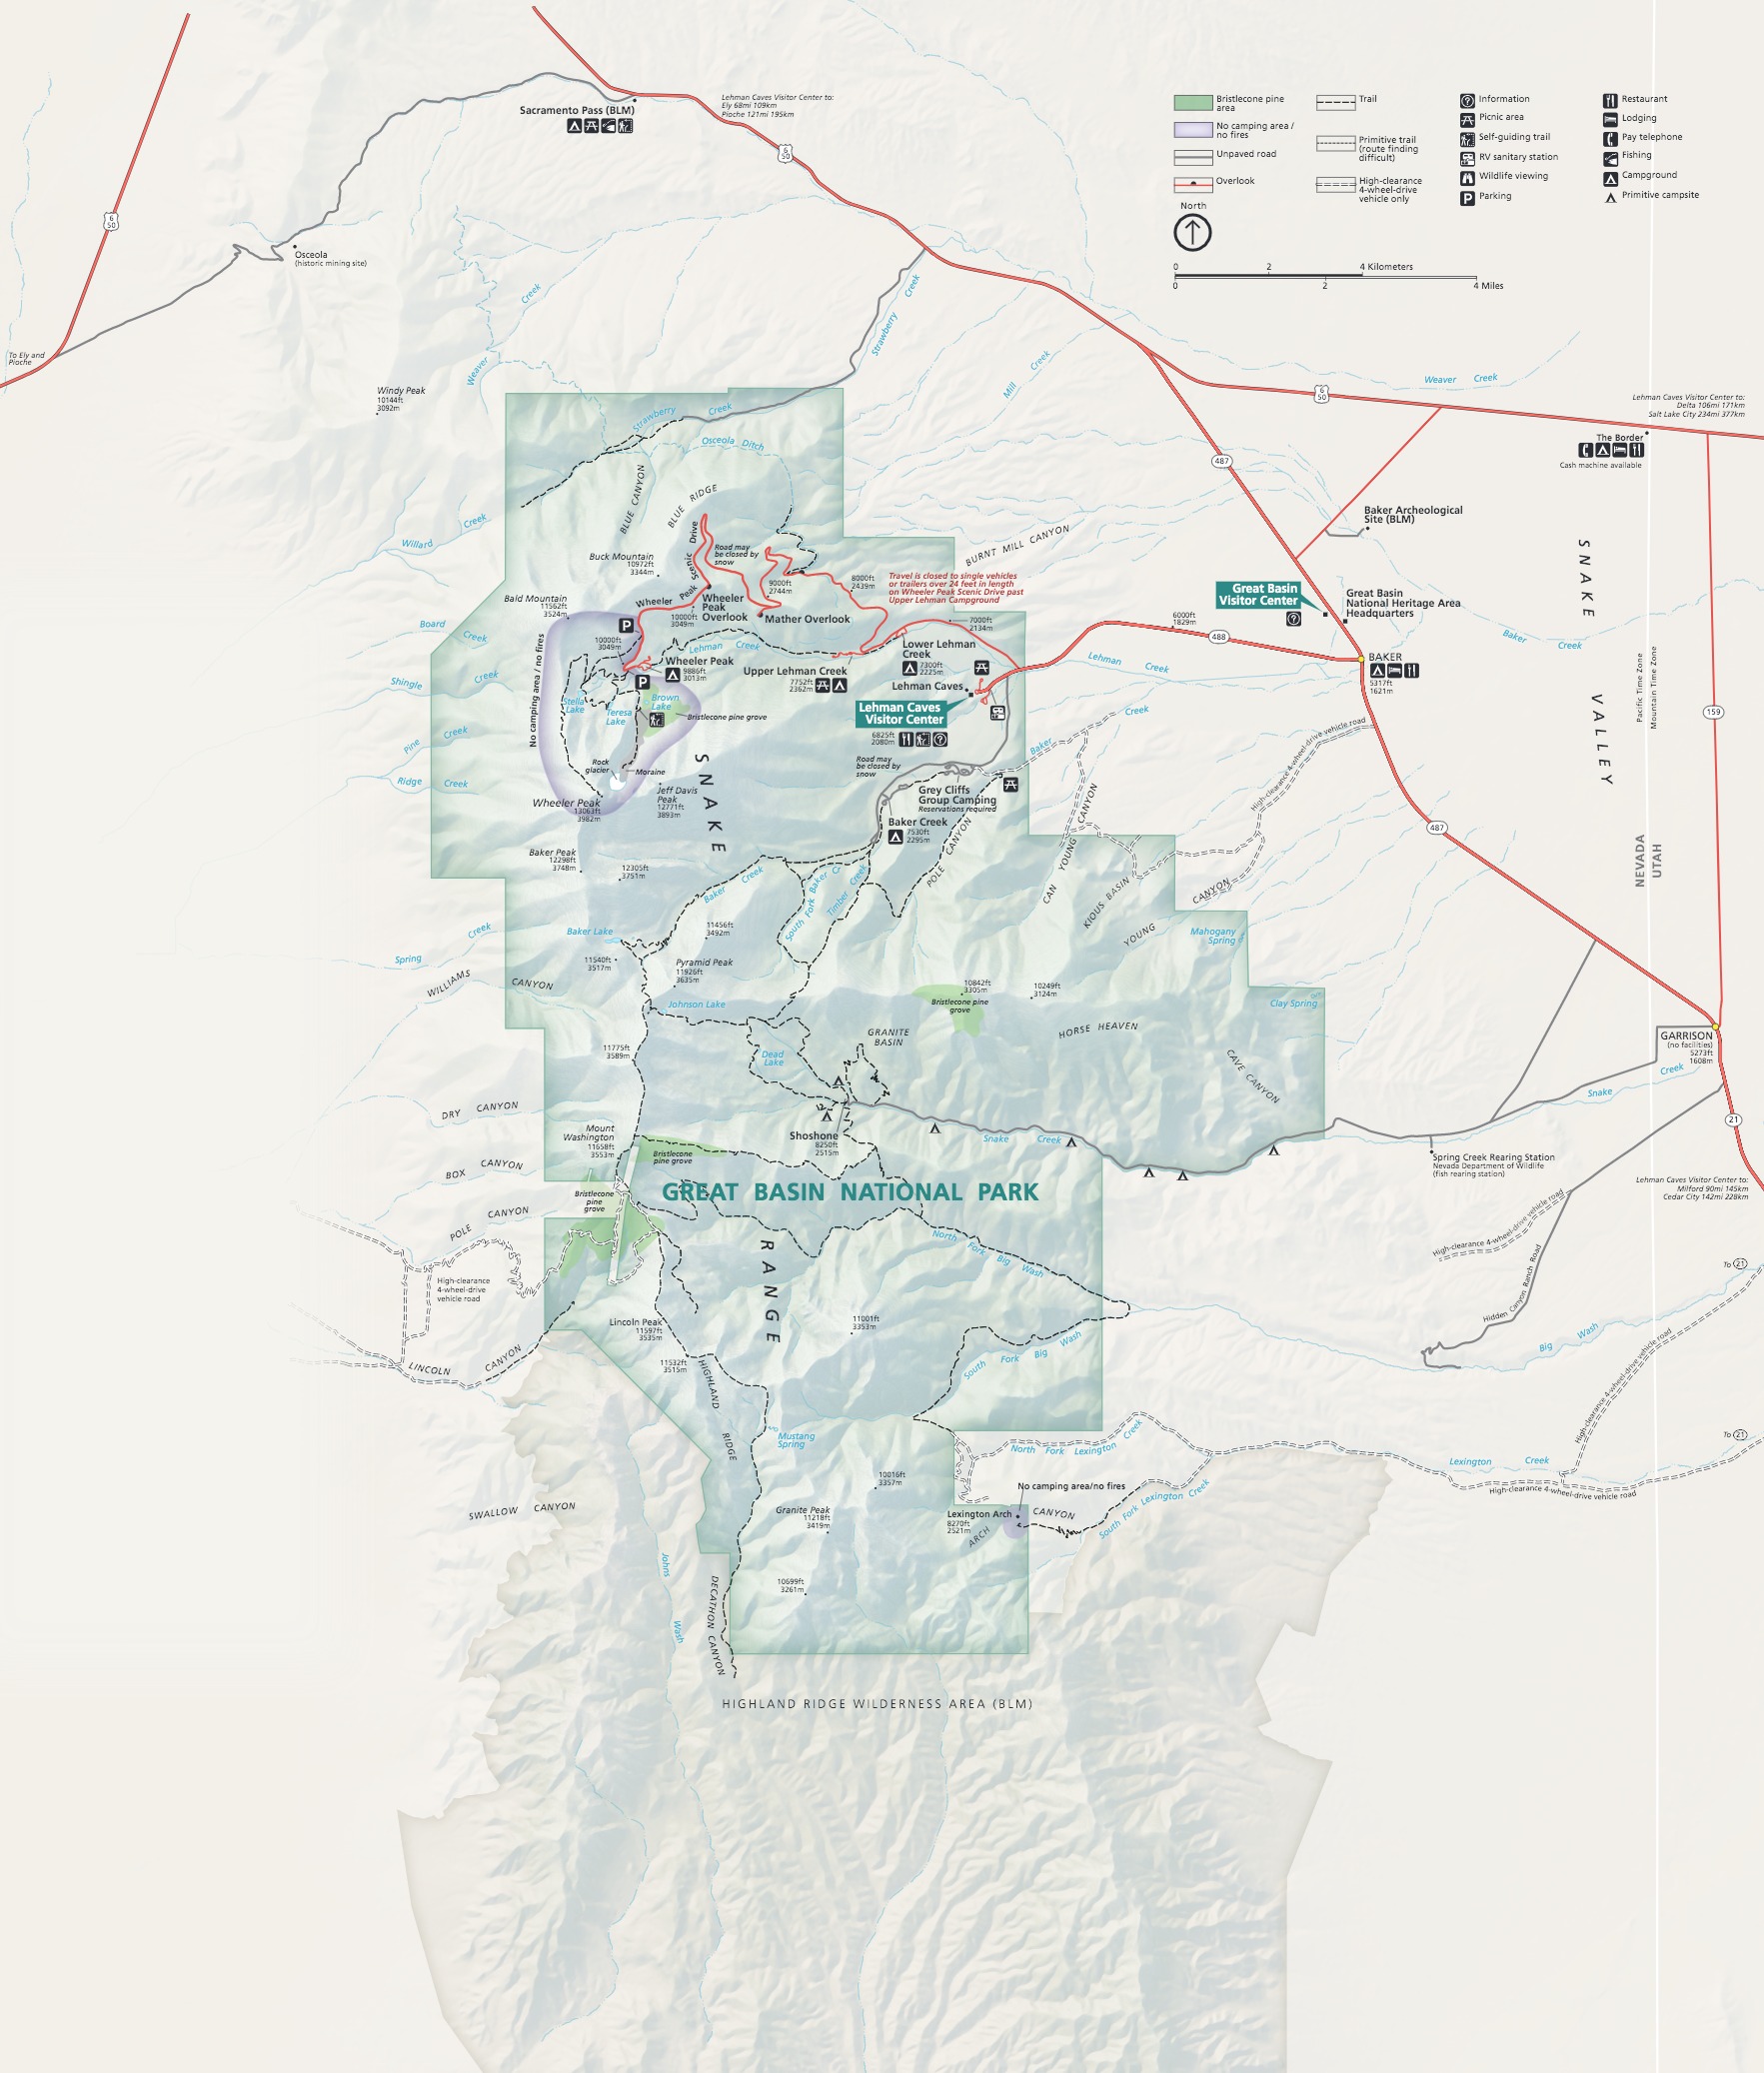 Sacramento Pass (BLM)
Lehman Caves Visitor Center to:
Ely 68mi 109km
Pioche 121mi 195km
6
50
6
50
Osceola
(historic mining site)
To Ely and
Pioche
Windy Peak
10144ft
3092m
Weaver
Creek
Strawberry
Creek
Mill
Creek
Bristlecone pine
area
No camping area /
no fires
Unpaved road
Overlook
Trail
Primitive trail
(route finding
difficult)
High-clearance
4-wheel-drive
vehicle only
Information
Picnic area
Self-guiding trail
RV sanitary station
Wildlife viewing
Parking
Restaurant
Lodging
Pay telephone
Fishing
Campground
Primitive campsite
North
0
2
4 Kilometers
0
2
4 Miles
6
50
Weaver Creek
Lehman Caves Visitor Center to:
Delta 106mi 171km
Salt Lake City 234mi 377km
The Border
Cash machine available
487
Baker Archeological
Site (BLM)
Strawberry Creek
Osceola Ditch
BLUE CANYON
BLUE RIDGE
Willard Creek
Buck Mountain
10972ft
3344m
Wheeler Peak Scenic Drive
Road may
be closed by
snow
BURNT MILL CANYON
9000ft
2744m
8000ft
2439m
Travel is closed to single vehicles
or trailers over 24 feet in length
on Wheeler Peak Scenic Drive past
Upper Lehman Campground
Bald Mountain
11562ft
3524m
Wheeler
Peak
Overlook
10000ft
3049m
Mather Overlook
7000ft
2134m
6000ft
1829m
488
Great Basin
Visitor Center
Great Basin
National Heritage Area
Headquarters
BAKER
5317ft
1621m
Baker Creek
SNAKE VALLEY
Pacific Time Zone
Mountain Time Zone
159
Board Creek
P
10000ft
3049m
Lehman Creek
Wheeler Peak
9886ft
3013m
Upper Lehman Creek
7752ft
2362m
Lower Lehman
Creek
7300ft
2225m
Lehman Creek
Lehman Caves
Lehman Caves
Visitor Center
6825ft
2080m
Shingle Creek
No camping area / no fires
Stella
Lake
Teresa
Lake
P
Brown
Lake
Bristlecone pine grove
Pine Creek
Ridge Creek
Rock
glacier
Moraine
Wheeler Peak
13063ft
3982m
Jeff Davis
Peak
12771ft
3893m
Road may
be closed by
snow
Baker Creek
Grey Cliffs
Group Camping
Reservations required
Baker Creek
7530ft
2295m
POLE CANYON
CAN YOUNG CANYON
KIOUS BASIN
YOUNG CANYON
High-clearance 4-wheel-drive vehicle road
487
NEVADA
UTAH
SNAKE
Baker Peak
12298ft
3748m
12305ft
3751m
Baker Creek
South Fork Baker Cr
Timber Creek
Baker Lake
11456ft
3492m
11540ft
3517m
Pyramid Peak
11926ft
3635m
Spring Creek
WILLIAMS CANYON
Mahogany
Spring
Clay Spring
Johnson Lake
10842ft
3305m
Bristlecone pine
grove
10249ft
3124m
GRANITE
BASIN
HORSE HEAVEN
CAVE CANYON
Dead
Lake
11775ft
3589m
GARRISON
(no facilities)
5273ft
1608m
Snake Creek
21
DRY CANYON
Mount
Washington
11658ft
3553m
Shoshone
8250ft
2515m
Snake Creek
Bristlecone
pine grove
BOX CANYON
Spring Creek Rearing Station
Nevada Department of Wildlife
(fish rearing station)
Lehman Caves Visitor Center to:
Milford 90mi 145km
Cedar City 142mi 228km
GREAT BASIN NATIONAL PARK
Bristlecone
pine
grove
POLE CANYON
High-clearance
4-wheel-drive
vehicle road
RANGE
North Fork Big Wash
High-clearance 4-wheel-drive vehicle road
Hidden Canyon Ranch Road
To 21
Lincoln Peak
11597ft
3535m
11001ft
3353m
South Fork Big Wash
Big Wash
LINCOLN CANYON
11532ft
3515m
HIGHLAND RIDGE
High-clearance 4-wheel-drive vehicle road
To 21
Mustang
Spring
North Fork Lexington Creek
Lexington Creek
High-clearance 4-wheel-drive vehicle road
10016ft
3357m
No camping area/no fires
Granite Peak
11218ft
3419m
Lexington Arch
8270ft
2521m
ARCH CANYON
South Fork Lexington Creek
SWALLOW CANYON
Johns Wash
10699ft
3261m
DECATHON CANYON
HIGHLAND RIDGE WILDERNESS AREA (BLM)